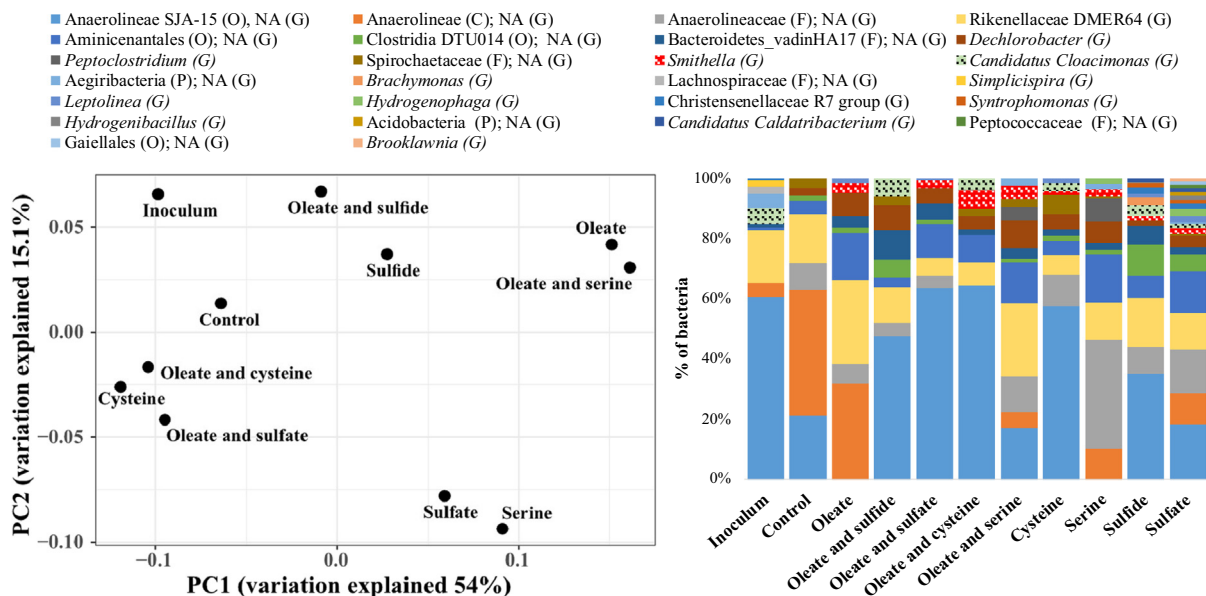 Anaerolineae SJA-15 (O), NA (G) Anaerolineae (C); NA (G) Anaerolineaceae (F); NA (G) Rikenellaceae DMER64 (G)
Aminicenantales (O); NA (G) Clostridia DTU014 (O); NA (G) Bacteroidetes_vadinHA17 (F); NA (G) Dechlorobacter (G)
Peptoclostridium (G) Spirochaetaceae (F); NA (G) Smithella (G) Candidatus Cloacimonas (G)
Aegiribacteria (P); NA (G) Brachymonas (G) Lachnospiraceae (F); NA (G) Simplicispira (G)
Leptolinea (G) Hydrogenophaga (G) Christensenellaceae R7 group (G) Syntrophomonas (G)
Hydrogenibacillus (G) Acidobacteria (P); NA (G) Candidatus Caldatribacterium (G) Peptococcaceae (F); NA (G)
Gaiellales (O); NA (G) Brooklawnia (G)
PC2 (variation explained 15.1%)
0.05
0.00
−0.05
−0.10
Inoculum
Oleate and sulfide
Oleate
Sulfide
Oleate and serine
Control
Oleate and cysteine
Cysteine
Oleate and sulfate
Sulfate
Serine
−0.1 0.0 0.1
PC1 (variation explained 54%)
% of bacteria
100%
80%
60%
40%
20%
0%
Inoculum
Control
Oleate
Oleate and sulfide
Oleate and sulfate
Oleate and cysteine
Oleate and serine
Cysteine
Serine
Sulfide
Sulfate